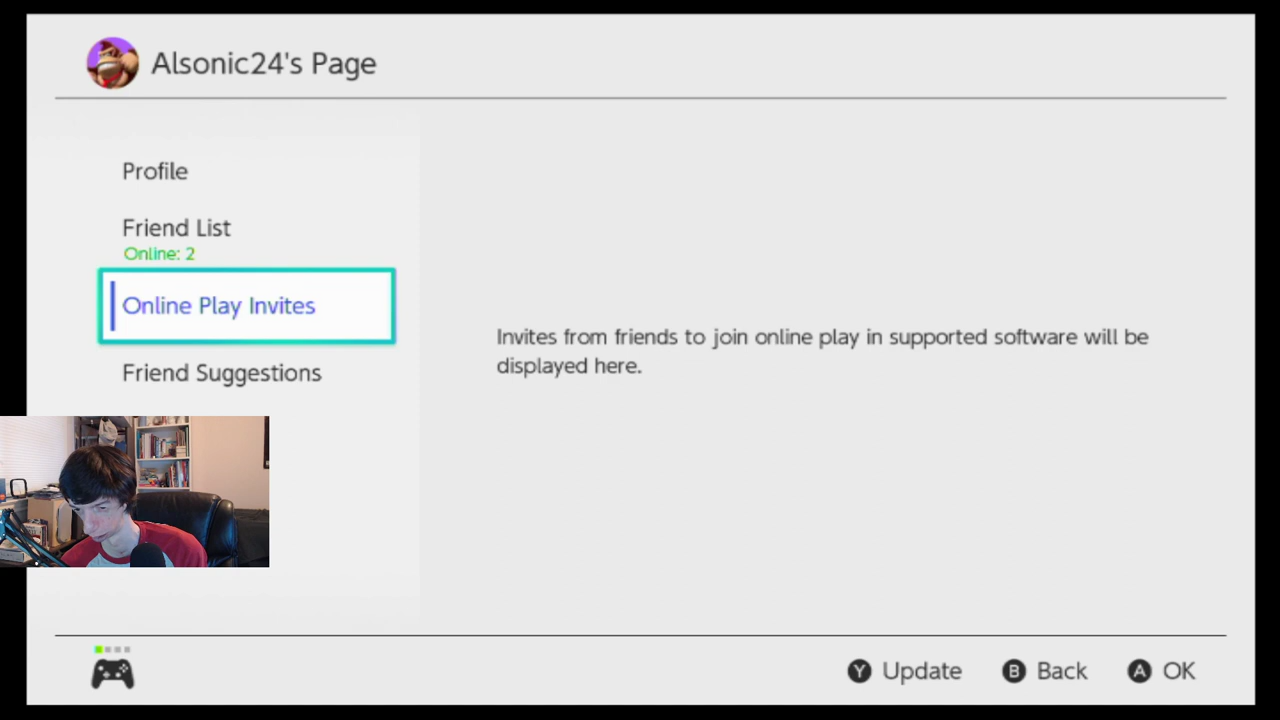 Alsonic24's Page
Profile
Friend List
Online: 2
Online Play Invites
Friend Suggestions
Invites from friends to join online play in supported software will be
displayed here.
Y Update B Back A OK